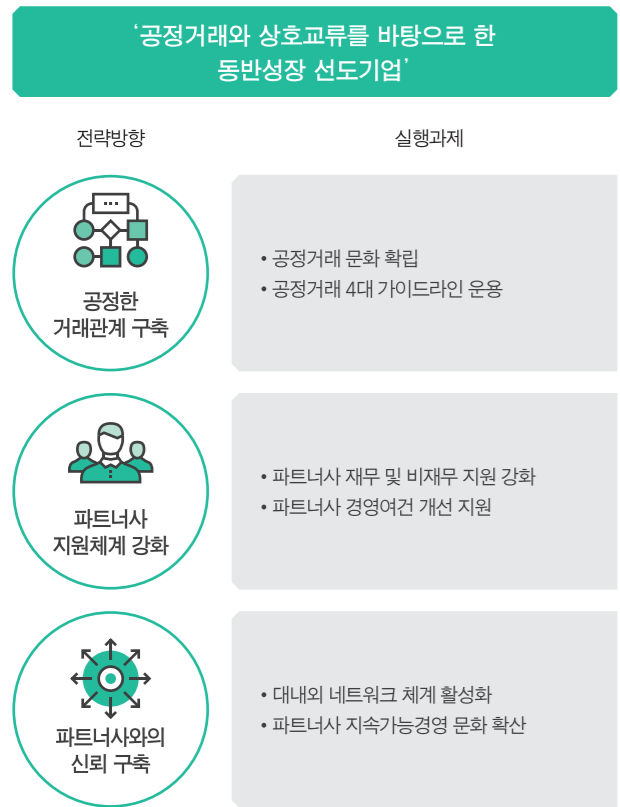 ‘공정거래와 상호교류를 바탕으로 한
동반성장 선도기업’
전략방향
실행과제
공정한
거래관계 구축
• 공정거래 문화 확립
• 공정거래 4대 가이드라인 운용
파트너사
지원체계 강화
• 파트너사 재무 및 비재무 지원 강화
• 파트너사 경영여건 개선 지원
파트너사와의
신뢰 구축
• 대내외 네트워크 체계 활성화
• 파트너사 지속가능경영 문화 확산